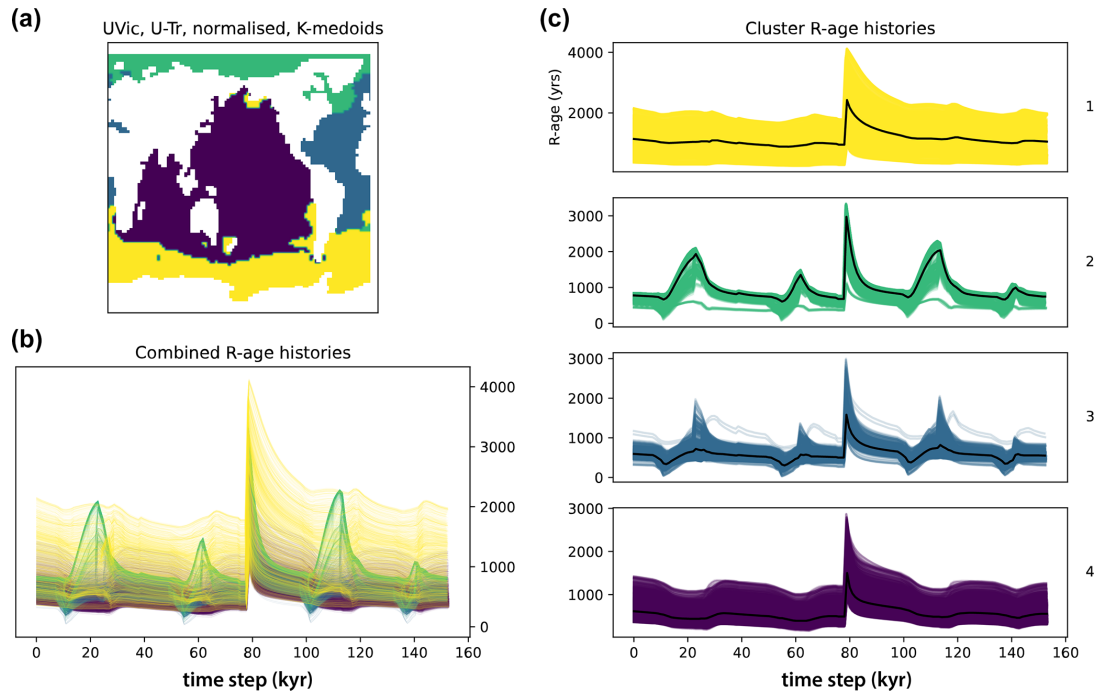 (a)
UVic, U-Tr, normalised, K-medoids
(b)
Combined R-age histories
4000
3000
2000
1000
0
0 20 40 60 80 100 120 140 160
time step (kyr)
(c)
Cluster R-age histories
R-age (yrs)
4000
2000
1
3000
2000
1000
0
2
3000
2000
1000
0
3
3000
2000
1000
4
0 20 40 60 80 100 120 140 160
time step (kyr)